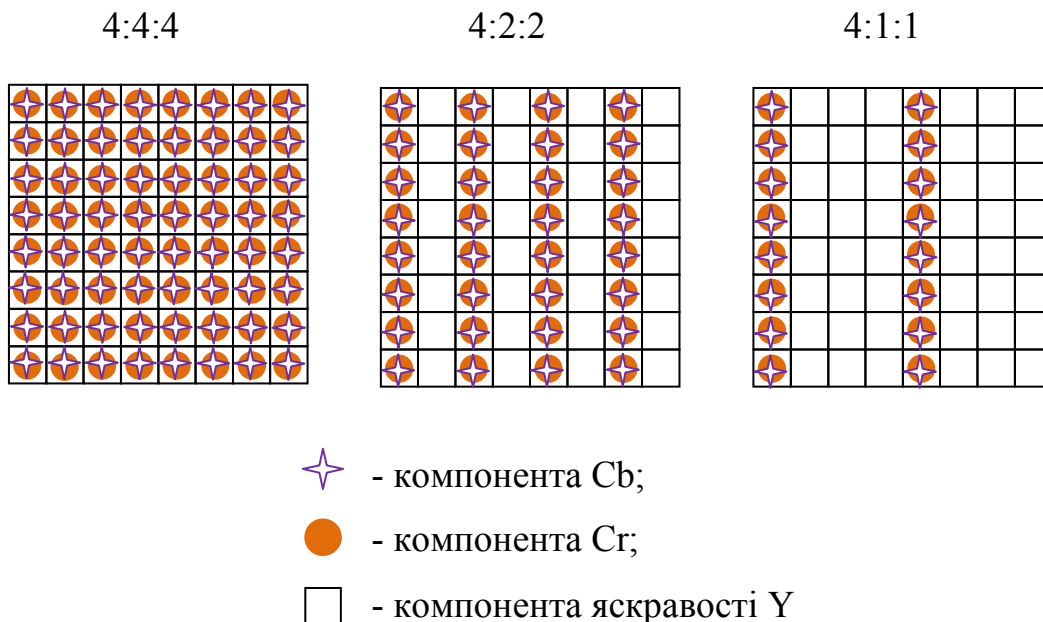 4:4:4 4:2:2 4:1:1
- компонента Cb;
- компонента Cr;
- компонента яскравості Y